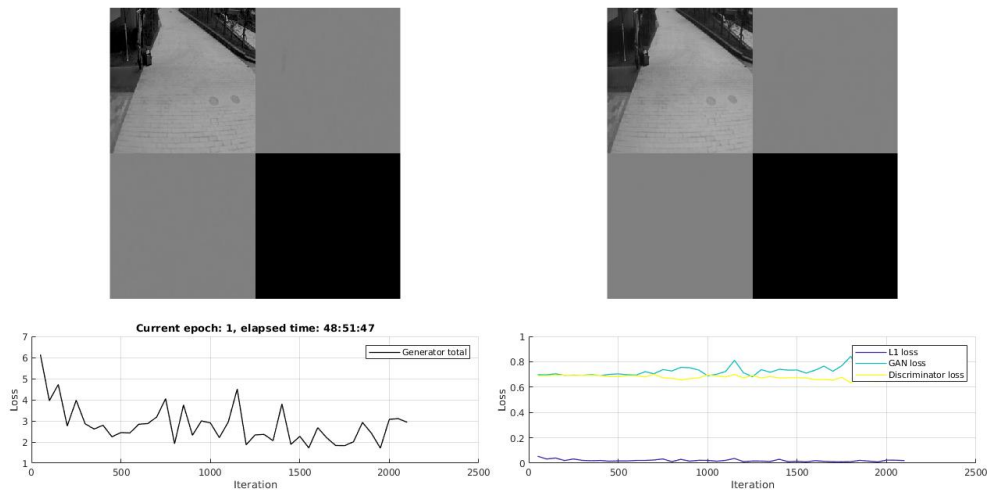 Current epoch: 1, elapsed time: 48:51:47
7
6
5
4
3
2
1
Loss
Generator total
0
500
1000
1500
2000
2500
Iteration
1
0.8
0.6
0.4
0.2
0
Loss
L1 loss
GAN loss
Discriminator loss
0
500
1000
1500
2000
2500
Iteration